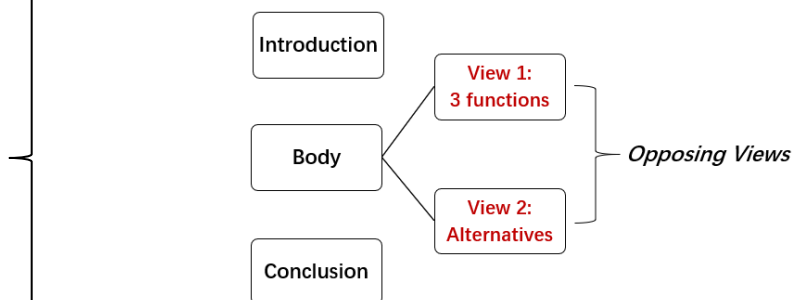 Introduction
View 1:
3 functions
Body
Opposing Views
View 2:
Alternatives
Conclusion